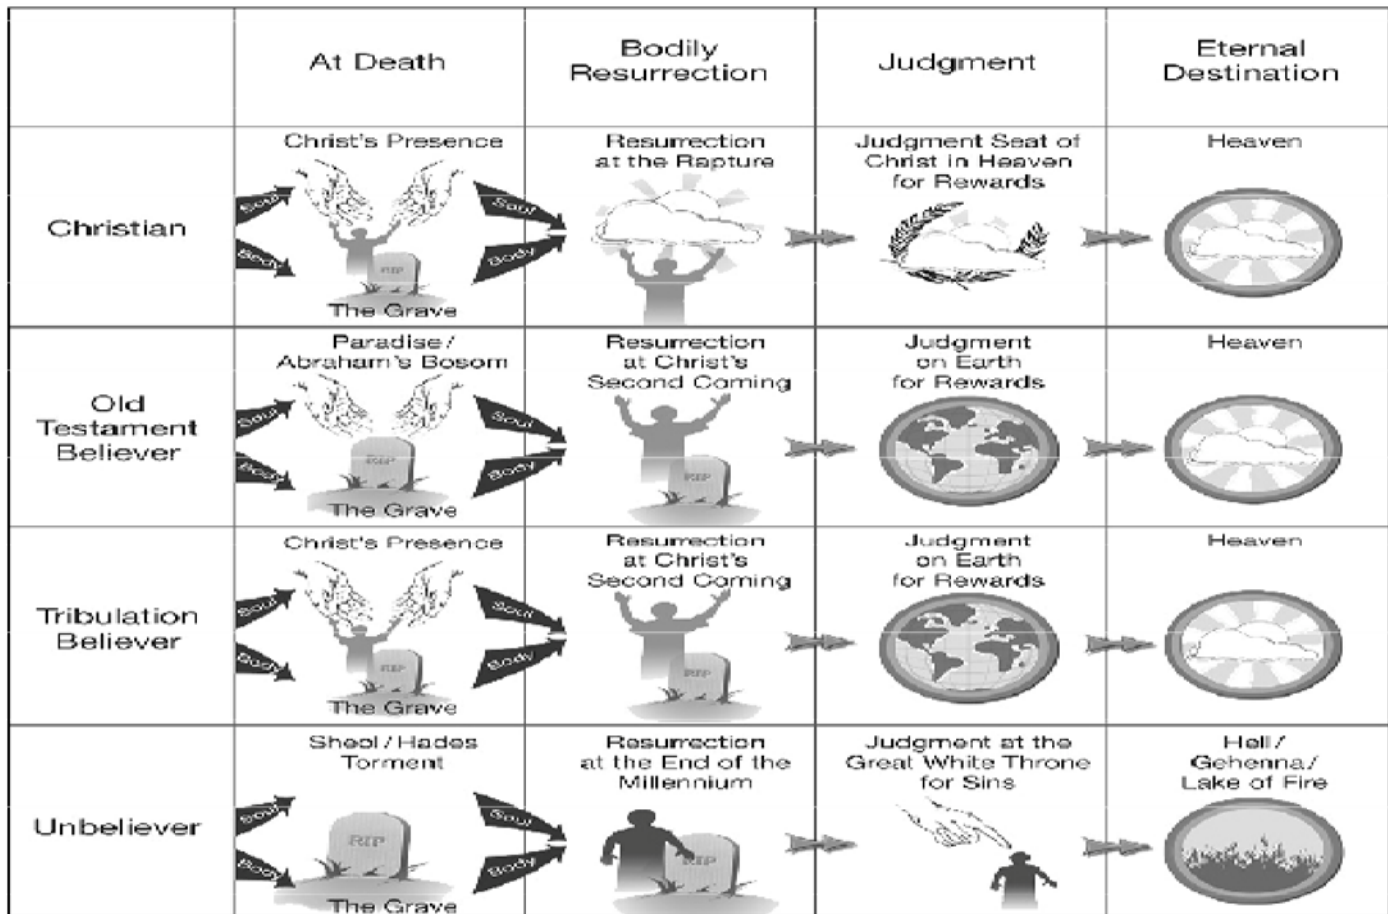 At Death
Bodily
Resurrection
Judgment
Eternal
Destination
Christian
Christ's Presence
Soul
Body
RIP
The Grave
Soul
Body
Resurrection
at the Rapture
Judgment Seat of
Christ in Heaven
for Rewards
Heaven
Old
Testament
Believer
Paradise/
Abraham's Bosom
Soul
Body
RIP
The Grave
Soul
Body
Resurrection
at Christ's
Second Coming
RIP
Judgment
on Earth
for Rewards
Heaven
Tribulation
Believer
Christ's Presence
Soul
Body
RIP
The Grave
Soul
Body
Resurrection
at Christ's
Second Coming
RIP
Judgment
on Earth
for Rewards
Heaven
Unbeliever
Sheol/Hades
Torment
Soul
Body
RIP
The Grave
Soul
Body
Resurrection
at the End of the
Millennium
RIP
Judgment at the
Great White Throne
for Sins
Hell/
Gehenna/
Lake of Fire